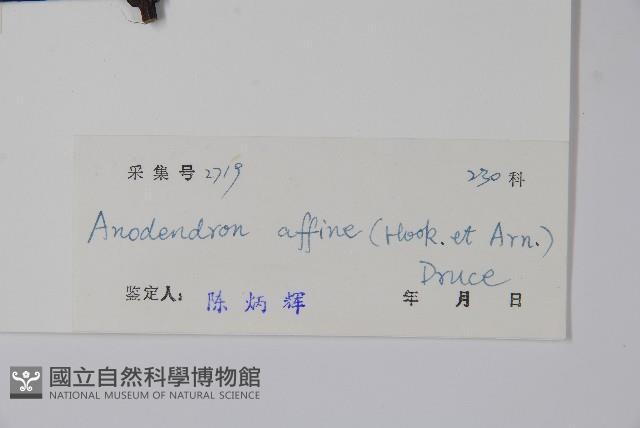 采集号 2719 230 科
Anodendron affine (Hook. et Arn.)
Druce
鉴定人: 陈炳辉 年 月 日
國立自然科學博物館
NATIONAL MUSEUM OF NATURAL SCIENCE